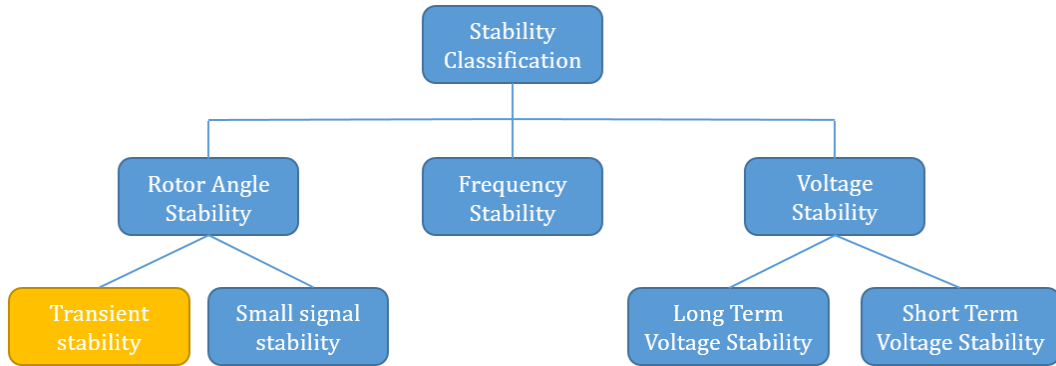 Stability
Classification
Rotor Angle
Stability
Frequency
Stability
Voltage
Stability
Transient
stability
Small signal
stability
Long Term
Voltage Stability
Short Term
Voltage Stability